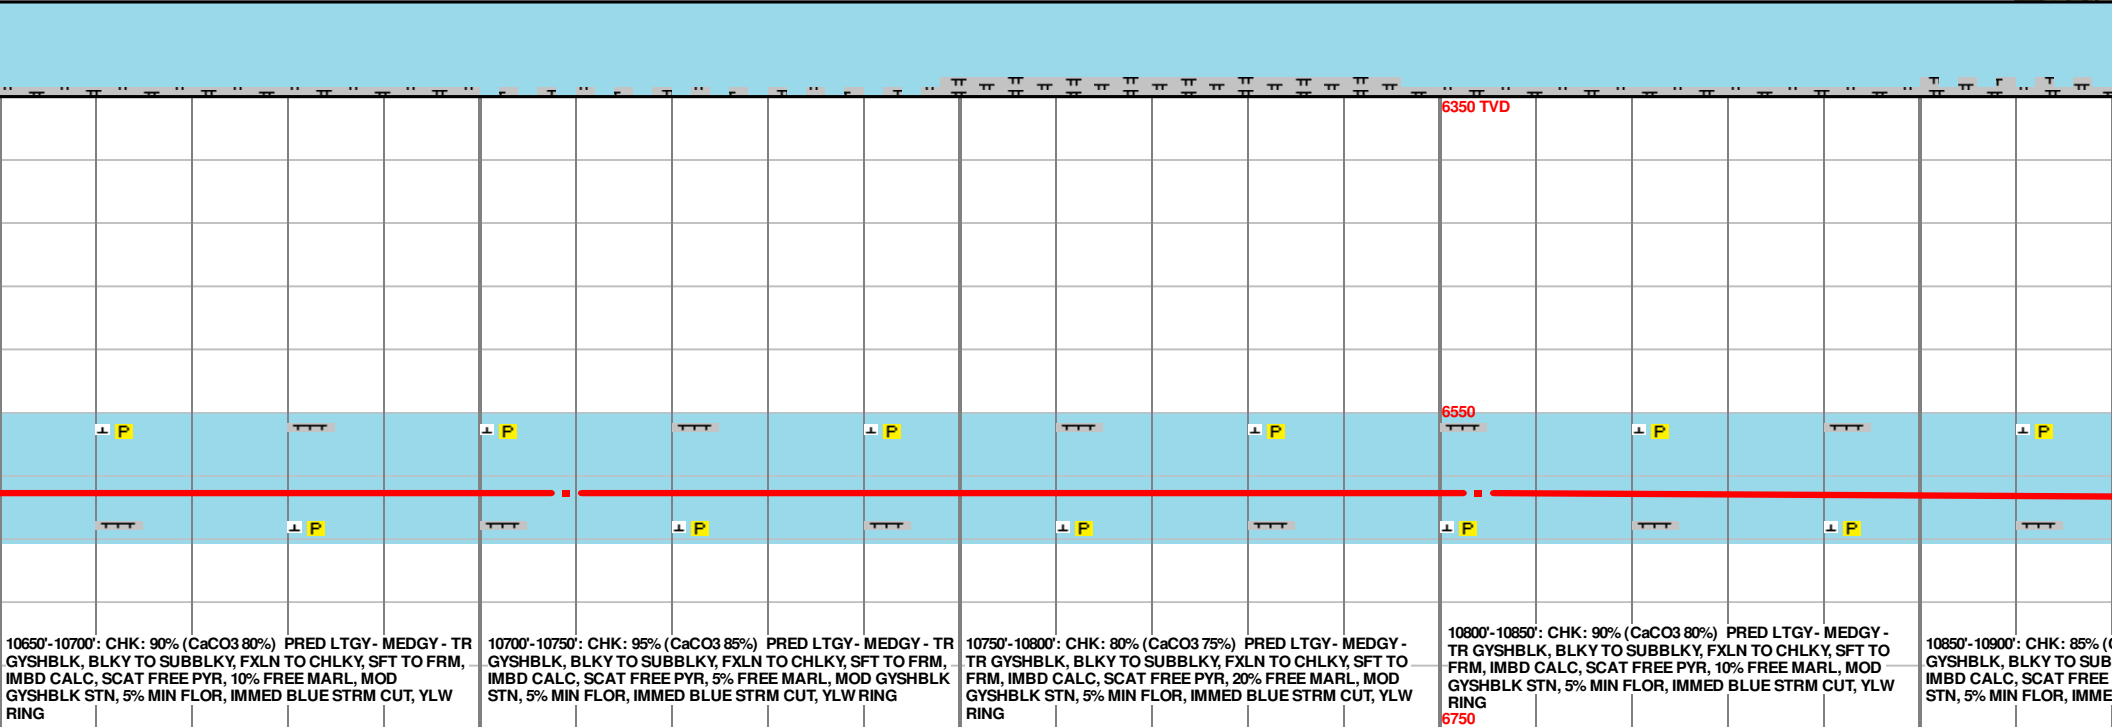 6350 TVD
6550
P
P
P
P
P
P
P
P
P
P
P
10650'-10700': CHK: 90% (CaCO3 80%) PRED LTGY - MEDGY - TR
GYSHBLK, BLKY TO SUBBLKY, FXLN TO CHLKY, SFT TO FRM,
IMBD CALC, SCAT FREE PYR, 10% FREE MARL, MOD
GYSHBLK STN, 5% MIN FLOR, IMMED BLUE STRM CUT, YLW
RING
10700'-10750': CHK: 95% (CaCO3 85%) PRED LTGY - MEDGY - TR
GYSHBLK, BLKY TO SUBBLKY, FXLN TO CHLKY, SFT TO FRM,
IMBD CALC, SCAT FREE PYR, 5% FREE MARL, MOD GYSHBLK
STN, 5% MIN FLOR, IMMED BLUE STRM CUT, YLW RING
10750'-10800': CHK: 80% (CaCO3 75%) PRED LTGY - MEDGY -
TR GYSHBLK, BLKY TO SUBBLKY, FXLN TO CHLKY, SFT TO
FRM, IMBD CALC, SCAT FREE PYR, 20% FREE MARL, MOD
GYSHBLK STN, 5% MIN FLOR, IMMED BLUE STRM CUT, YLW
RING
10800'-10850': CHK: 90% (CaCO3 80%) PRED LTGY - MEDGY -
TR GYSHBLK, BLKY TO SUBBLKY, FXLN TO CHLKY, SFT TO
FRM, IMBD CALC, SCAT FREE PYR, 10% FREE MARL, MOD
GYSHBLK STN, 5% MIN FLOR, IMMED BLUE STRM CUT, YLW
RING
6750
10850'-10900': CHK: 85% (
GYSHBLK, BLKY TO SUB
IMBD CALC, SCAT FREE
STN, 5% MIN FLOR, IMME